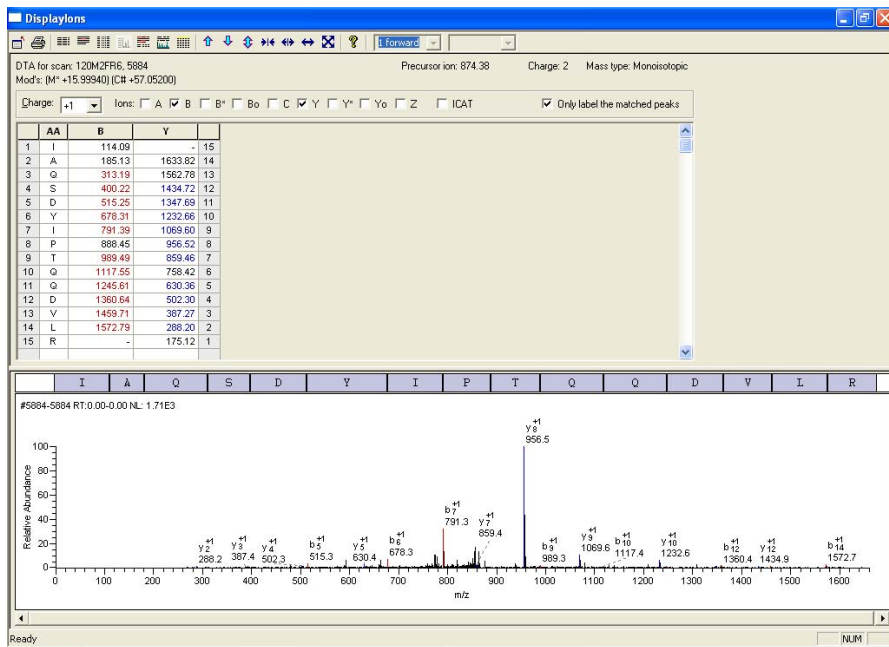 DisplayIons
1 forward
DTA for scan: 120M2FR6, 5884 Precursor ion: 874.38 Charge: 2 Mass type: Monoisotopic
Mod's: (M* +15.99940) (C# +57.05200)
Charge: +1 Ions: A B B* Bo C Y Y* Yo Z ICAT Only label the matched peaks
AA B Y
1 I 114.09 - 15
2 A 185.13 1633.82 14
3 Q 313.19 1562.78 13
4 S 400.22 1434.72 12
5 D 515.25 1347.69 11
6 Y 678.31 1232.66 10
7 I 791.39 1069.60 9
8 P 888.45 956.52 8
9 T 989.49 859.46 7
10 Q 1117.55 758.42 6
11 Q 1245.61 630.36 5
12 D 1360.64 502.30 4
13 V 1459.71 387.27 3
14 L 1572.79 288.20 2
15 R - 175.12 1
I A Q S D Y I P T Q Q D V L R
#5884-5884 RT:0.00-0.00 NL: 1.71E3
Relative Abundance
100
80
60
40
20
0
y8+1
956.5
b7+1
791.3
y7+1
859.4
y2+1
288.2
y3+1
387.4
y4+1
502.3
b5+1
515.3
y5+1
630.4
b6+1
678.3
b9+1
989.3
y9+1
1069.6
b10+1
1117.4
y10+1
1232.6
b12+1
1360.4
y12+1
1434.9
b14+1
1572.7
0 100 200 300 400 500 600 700 800 900 1000 1100 1200 1300 1400 1500 1600
m/z
Ready NUM